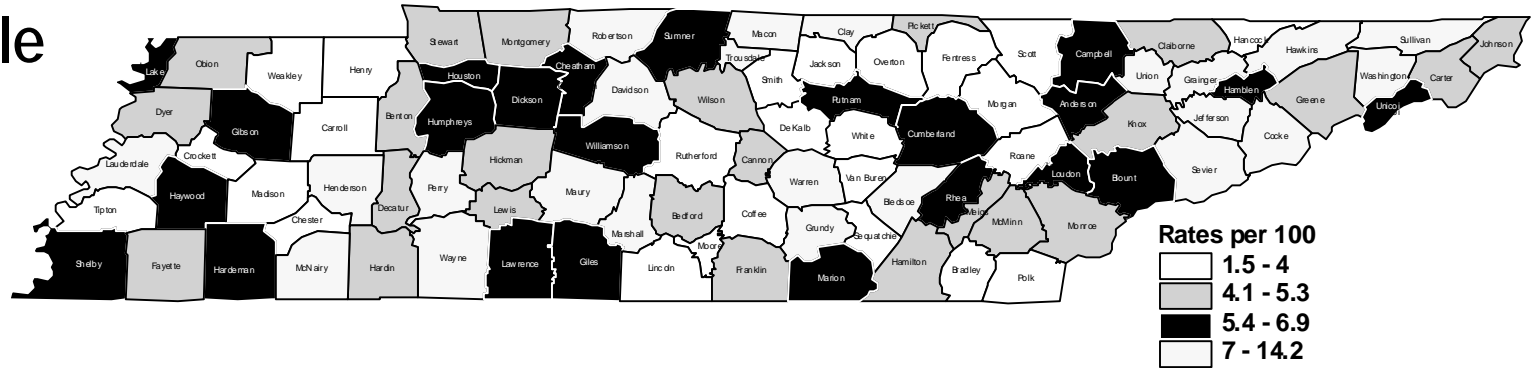 le
Stewart
Montgomery
Robertson
Sumner
Macon
Clay
Pickett
Scott
Campbell
Claiborne
Hancock
Hawkins
Sullivan
Johnson
Lake
Obion
Weakley
Henry
Houston
Cheatham
Trousdale
Smith
Jackson
Overton
Fentress
Union
Grainger
Washington
Carter
Dyer
Gibson
Carroll
Benton
Humphreys
Dickson
Davidson
Wilson
Putnam
Morgan
Anderson
Hamblen
Greene
Unicoi
Crockett
Hickman
Williamson
Rutherford
Cannon
DeKalb
White
Cumberland
Roane
Knox
Jefferson
Cocke
Lauderdale
Haywood
Madison
Henderson
Decatur
Perry
Maury
Warren
Van Buren
Bledsoe
Rhea
Loudon
Blount
Sevier
Tipton
Chester
Lewis
Marshall
Bedford
Coffee
Grundy
Sequatchie
Meigs
McMinn
Monroe
Shelby
Fayette
Hardeman
McNairy
Hardin
Wayne
Lawrence
Giles
Lincoln
Moore
Franklin
Marion
Hamilton
Bradley
Polk
Rates per 100
1.5 - 4
4.1 - 5.3
5.4 - 6.9
7 - 14.2